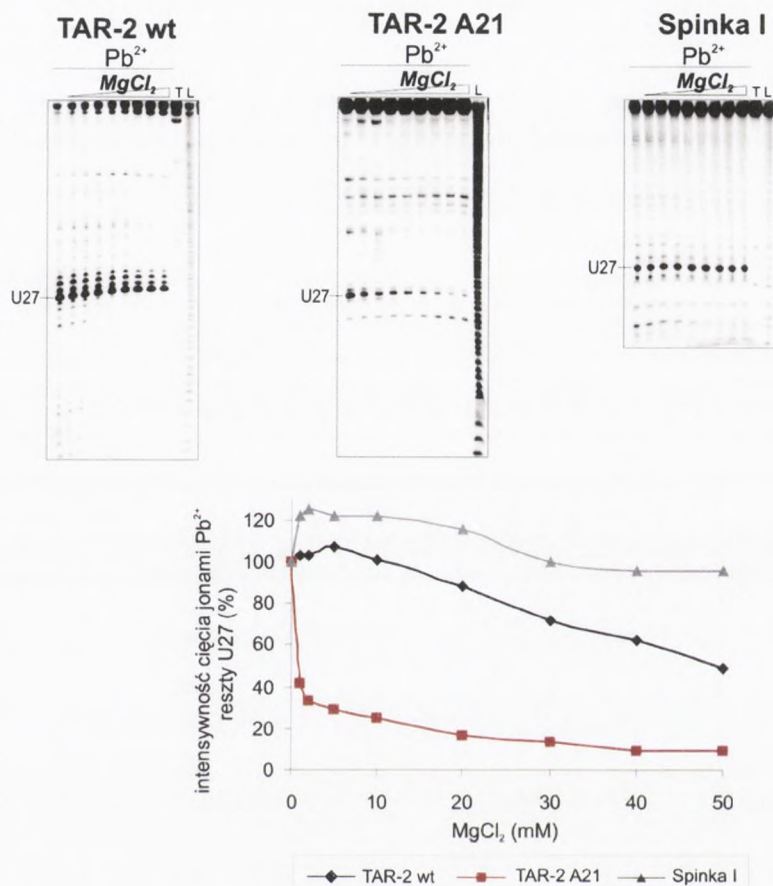 TAR-2 wt
Pb²⁺
MgCl₂
T L
U27
TAR-2 A21
Pb²⁺
MgCl₂
L
U27
Spinka I
Pb²⁺
MgCl₂
T L
U27
intensywność cięcia jonami Pb²⁺
reszty U27 (%)
120
100
80
60
40
20
0
0 10 20 30 40 50
MgCl₂ (mM)
TAR-2 wt TAR-2 A21 Spinka I